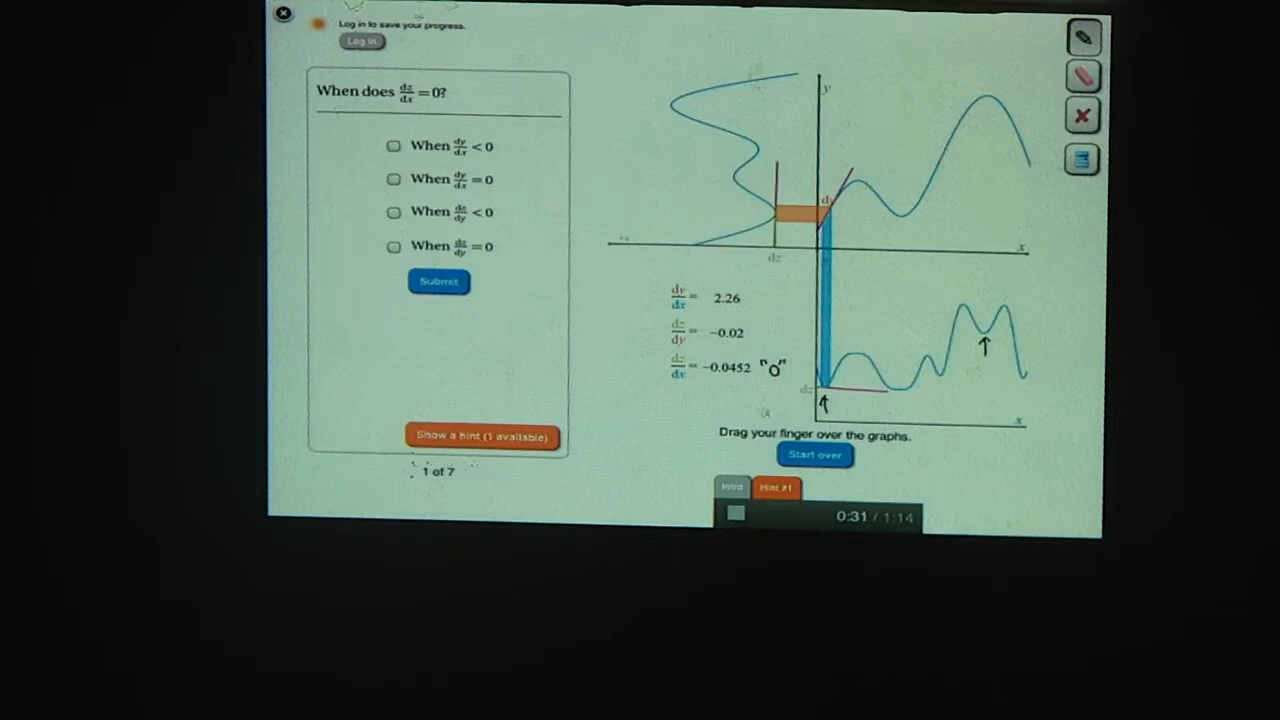 Log in to save your progress.
Log in
When does dz/dx = 0?
When dy/dx < 0
When dy/dx = 0
When dz/dy < 0
When dz/dy = 0
Submit
Show a hint (1 available)
1 of 7
y
dy
x
dz
dy/dx = 2.26
dz/dy = −0.02
dz/dx = −0.0452 "0"
dz
x
Drag your finger over the graphs.
Start over
Intro
Hint #1
0:31 / 1:14